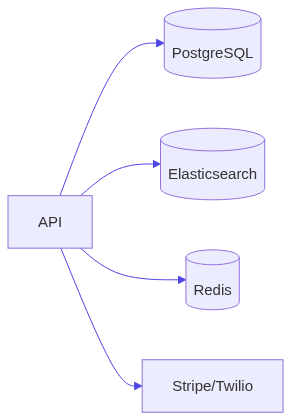 PostgreSQL
Elasticsearch
API
Redis
Stripe/Twilio